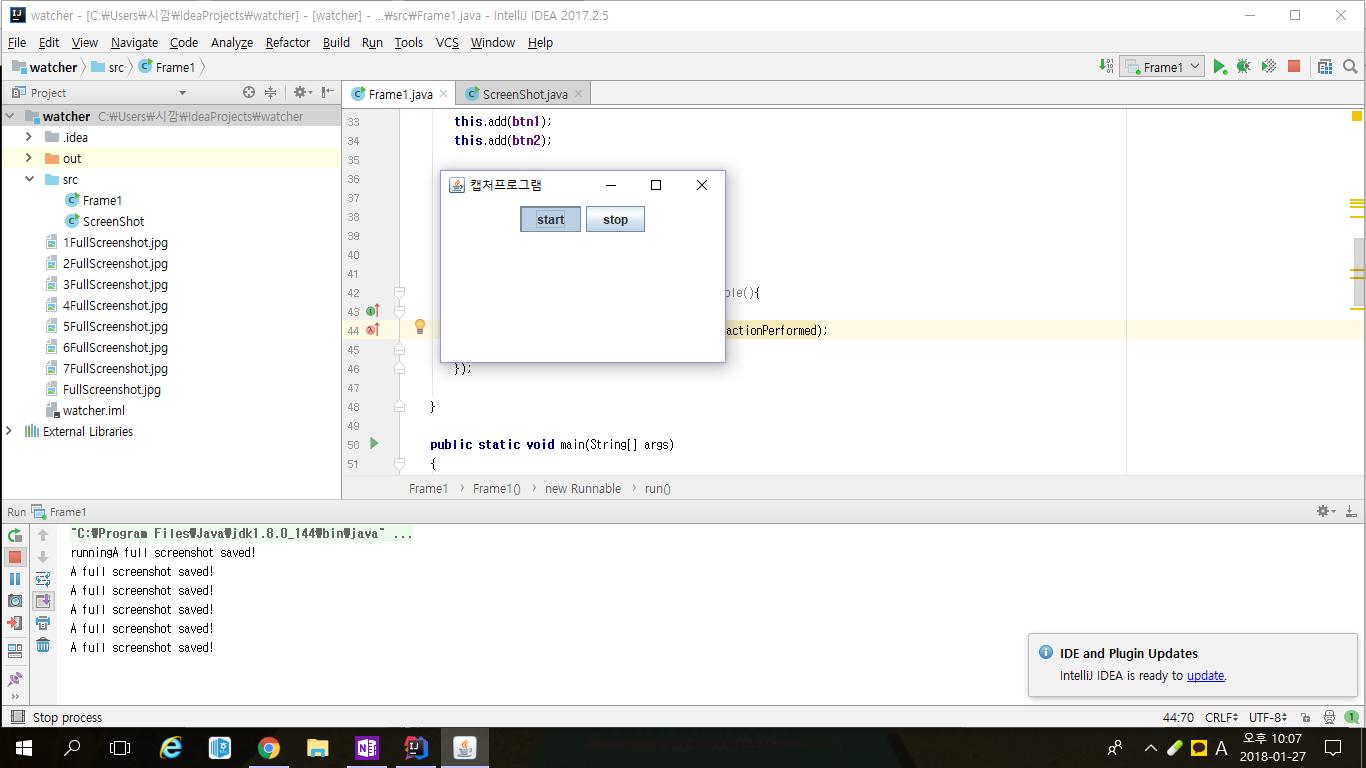 watcher - [C:₩Users₩시깜₩IdeaProjects₩watcher] - [watcher] - ...₩src₩Frame1.java - IntelliJ IDEA 2017.2.5
File Edit View Navigate Code Analyze Refactor Build Run Tools VCS Window Help
watcher src Frame1
Frame1
Project
Frame1.java ScreenShot.java
watcher C:₩Users₩시깜₩IdeaProjects₩watcher
.idea
out
src
Frame1
ScreenShot
1FullScreenshot.jpg
2FullScreenshot.jpg
3FullScreenshot.jpg
4FullScreenshot.jpg
5FullScreenshot.jpg
6FullScreenshot.jpg
7FullScreenshot.jpg
FullScreenshot.jpg
watcher.iml
External Libraries
33 this.add(btn1);
34 this.add(btn2);
35
36
37
38
39
40
41
42 ble(){
43
44 actionPerformed);
45
46 });
47
48 }
49
50 public static void main(String[] args)
51 {
캡처프로그램
start stop
Frame1 Frame1() new Runnable run()
Run Frame1
"C:₩Program Files₩Java₩jdk1.8.0_144₩bin₩java" ...
runningA full screenshot saved!
A full screenshot saved!
A full screenshot saved!
A full screenshot saved!
A full screenshot saved!
A full screenshot saved!
IDE and Plugin Updates
IntelliJ IDEA is ready to update.
Stop process
44:70 CRLF UTF-8 1
A 오후 10:07
2018-01-27